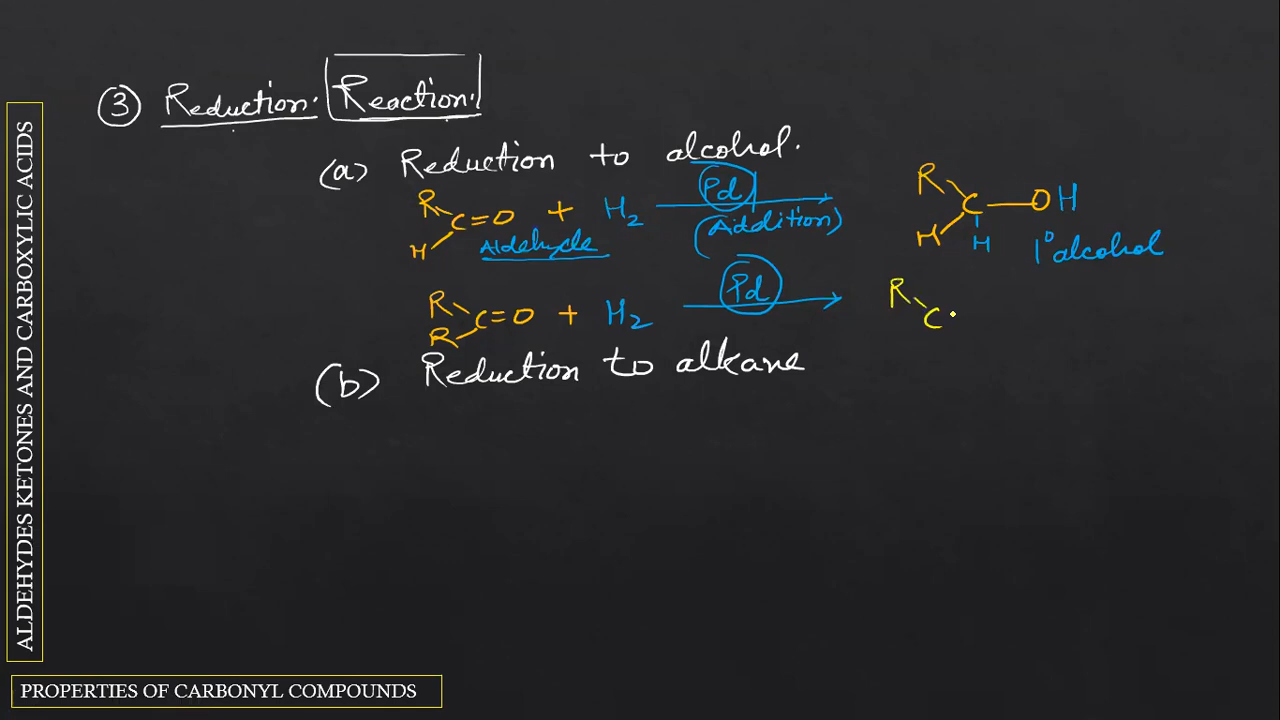 ALDEHYDES KETONES AND CARBOXYLIC ACIDS
③ Reduction. Reaction.
(a) Reduction to alcohol.
R
H
C=O + H2
Pd
(Addition)
R
H
C—OH
H
Aldehyde
1° alcohol
R
R
C=O + H2
Pd
R
C
(b) Reduction to alkane
PROPERTIES OF CARBONYL COMPOUNDS